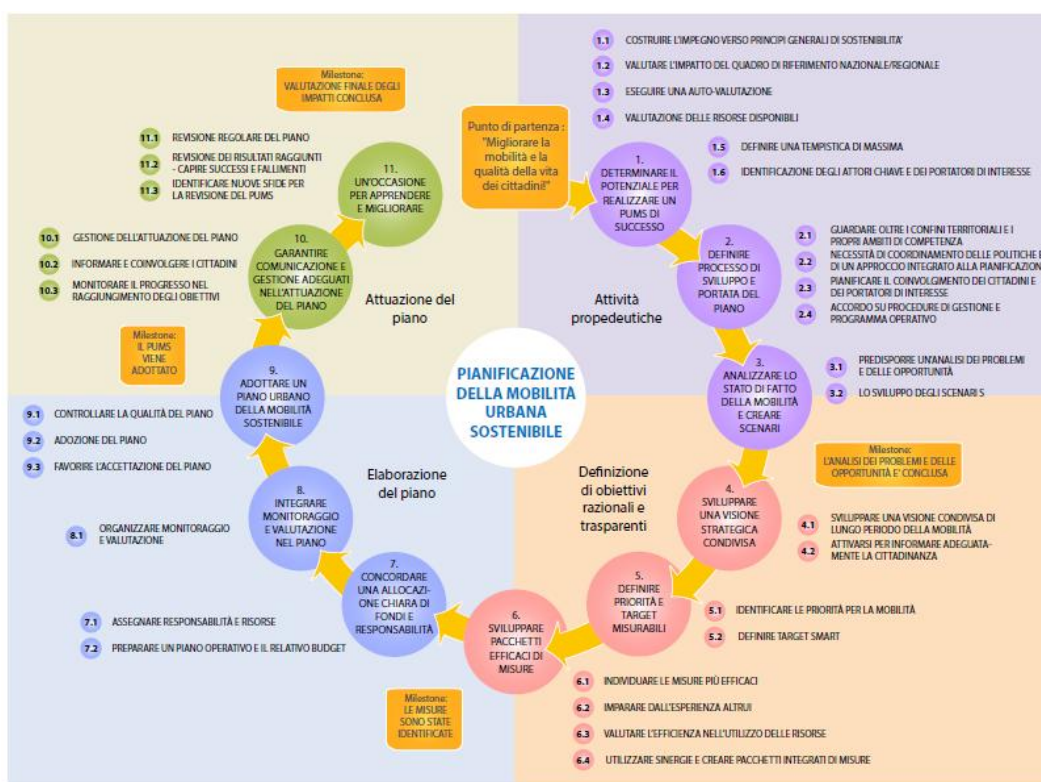 PIANIFICAZIONE
DELLA MOBILITÀ
URBANA
SOSTENIBILE
Punto di partenza :
"Migliorare la
mobilità e la
qualità della vita
dei cittadini!"
Attività
propedeutiche
1.
DETERMINARE IL
POTENZIALE PER
REALIZZARE UN
PUMS DI
SUCCESSO
1.1 COSTRUIRE L'IMPEGNO VERSO PRINCIPI GENERALI DI SOSTENIBILITA'
1.2 VALUTARE L'IMPATTO DEL QUADRO DI RIFERIMENTO NAZIONALE/REGIONALE
1.3 ESEGUIRE UNA AUTO-VALUTAZIONE
1.4 VALUTAZIONE DELLE RISORSE DISPONIBILI
1.5 DEFINIRE UNA TEMPISTICA DI MASSIMA
1.6 IDENTIFICAZIONE DEGLI ATTORI CHIAVE E DEI PORTATORI DI INTERESSE
2.
DEFINIRE
PROCESSO DI
SVILUPPO E
PORTATA DEL
PIANO
2.1 GUARDARE OLTRE I CONFINI TERRITORIALI E I
PROPRI AMBITI DI COMPETENZA
2.2 NECESSITÀ DI COORDINAMENTO DELLE POLITICHE E
DI UN APPROCCIO INTEGRATO ALLA PIANIFICAZION
2.3 PIANIFICARE IL COINVOLGIMENTO DEI CITTADINI E
DEI PORTATORI DI INTERESSE
2.4 ACCORDO SU PROCEDURE DI GESTIONE E
PROGRAMMA OPERATIVO
3.
ANALIZZARE LO
STATO DI FATTO
DELLA MOBILITÀ
E CREARE
SCENARI
3.1 PREDISPORRE UN'ANALISI DEI PROBLEMI
E DELLE OPPORTUNITÀ
3.2 LO SVILUPPO DEGLI SCENARI S
Milestone:
L'ANALISI DEI PROBLEMI E DELLE
OPPORTUNITÀ E' CONCLUSA
Definizione
di obiettivi
razionali e
trasparenti
4.
SVILUPPARE
UNA VISIONE
STRATEGICA
CONDIVISA
4.1 SVILUPPARE UNA VISIONE CONDIVISA DI
LUNGO PERIODO DELLA MOBILITÀ
4.2 ATTIVARSI PER INFORMARE ADEGUATA-
MENTE LA CITTADINANZA
5.
DEFINIRE
PRIORITÀ E
TARGET
MISURABILI
5.1 IDENTIFICARE LE PRIORITÀ PER LA MOBILITÀ
5.2 DEFINIRE TARGET SMART
6.
SVILUPPARE
PACCHETTI
EFFICACI DI
MISURE
6.1 INDIVIDUARE LE MISURE PIÙ EFFICACI
6.2 IMPARARE DALL'ESPERIENZA ALTRUI
6.3 VALUTARE L'EFFICIENZA NELL'UTILIZZO DELLE RISORSE
6.4 UTILIZZARE SINERGIE E CREARE PACCHETTI INTEGRATI DI MISURE
Milestone:
LE MISURE
SONO STATE
IDENTIFICATE
Elaborazione
del piano
7.
CONCORDARE
UNA ALLOCAZI-
ONE CHIARA DI
FONDI E
RESPONSABILITÀ
7.1 ASSEGNARE RESPONSABILITÀ E RISORSE
7.2 PREPARARE UN PIANO OPERATIVO E IL RELATIVO BUDGET
8.
INTEGRARE
MONITORAGGIO
E VALUTAZIONE
NEL PIANO
8.1 ORGANIZZARE MONITORAGGIO
E VALUTAZIONE
9.
ADOTTARE UN
PIANO URBANO
DELLA MOBILITÀ
SOSTENIBILE
9.1 CONTROLLARE LA QUALITÀ DEL PIANO
9.2 ADOZIONE DEL PIANO
9.3 FAVORIRE L'ACCETTAZIONE DEL PIANO
Milestone:
IL PUMS
VIENE
ADOTTATO
Attuazione del
piano
10.
GARANTIRE
COMUNICAZIONE E
GESTIONE ADEGUATI
NELL'ATTUAZIONE
DEL PIANO
10.1 GESTIONE DELL'ATTUAZIONE DEL PIANO
10.2 INFORMARE E COINVOLGERE I CITTADINI
10.3 MONITORARE IL PROGRESSO NEL
RAGGIUNGIMENTO DEGLI OBIETTIVI
11.
UN'OCCASIONE
PER APPRENDERE
E MIGLIORARE
11.1 REVISIONE REGOLARE DEL PIANO
11.2 REVISIONE DEI RISULTATI RAGGIUNTI
- CAPIRE SUCCESSI E FALLIMENTI
11.3 IDENTIFICARE NUOVE SFIDE PER
LA REVISIONE DEL PUMS
Milestone:
VALUTAZIONE FINALE DEGLI
IMPATTI CONCLUSA